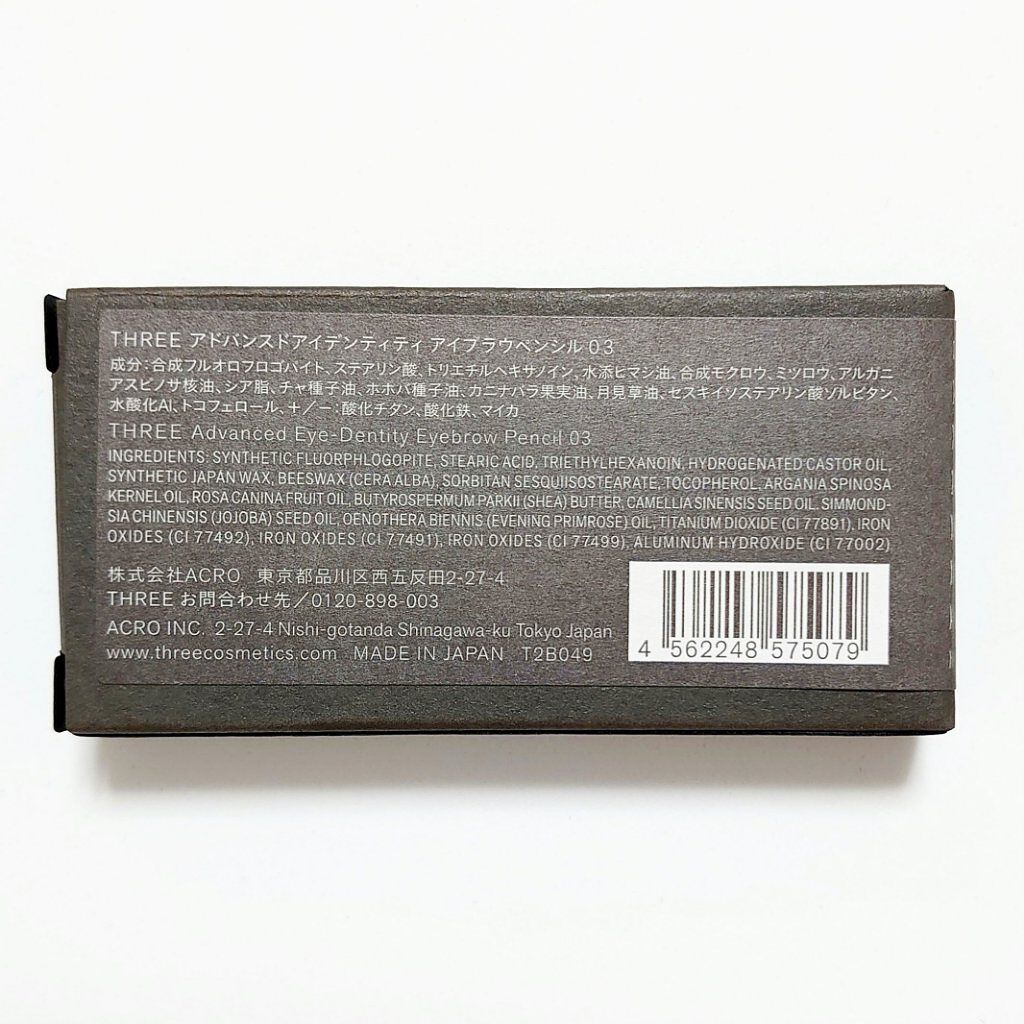 THREE アドバンスドアイデンティティ アイブラウペンシル 03
成分：合成フルオロフロゴパイト、ステアリン酸、トリエチルヘキサノイン、水添ヒマシ油、合成モクロウ、ミツロウ、アルガニ
アスピノサ核油、シア脂、チャ種子油、ホホバ種子油、カニナバラ果実油、月見草油、セスキイソステアリン酸ソルビタン、
水酸化Al、トコフェロール、＋／－：酸化チタン、酸化鉄、マイカ
THREE Advanced Eye-Dentity Eyebrow Pencil 03
INGREDIENTS: SYNTHETIC FLUORPHLOGOPITE, STEARIC ACID, TRIETHYLHEXANOIN, HYDROGENATED CASTOR OIL,
SYNTHETIC JAPAN WAX, BEESWAX (CERA ALBA), SORBITAN SESQUIISOSTEARATE, TOCOPHEROL, ARGANIA SPINOSA
KERNEL OIL, ROSA CANINA FRUIT OIL, BUTYROSPERMUM PARKII (SHEA) BUTTER, CAMELLIA SINENSIS SEED OIL, SIMMOND-
SIA CHINENSIS (JOJOBA) SEED OIL, OENOTHERA BIENNIS (EVENING PRIMROSE) OIL, TITANIUM DIOXIDE (CI 77891), IRON
OXIDES (CI 77492), IRON OXIDES (CI 77491), IRON OXIDES (CI 77499), ALUMINUM HYDROXIDE (CI 77002)
株式会社ACRO 東京都品川区西五反田2-27-4
THREE お問合わせ先／0120-898-003
ACRO INC. 2-27-4 Nishi-gotanda Shinagawa-ku Tokyo Japan
www.threecosmetics.com MADE IN JAPAN T2B049
4 562248 575079